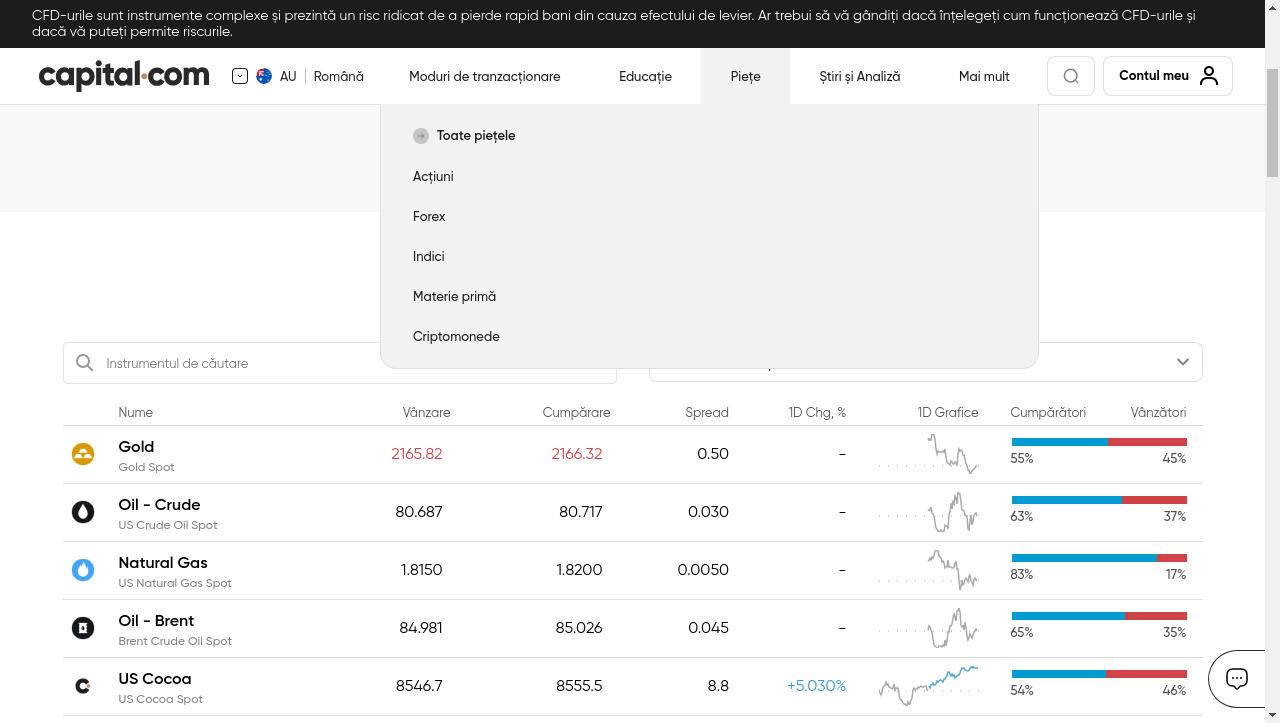 CFD-urile sunt instrumente complexe și prezintă un risc ridicat de a pierde rapid bani din cauza efectului de levier. Ar trebui să vă gândiți dacă înțelegeți cum funcționează CFD-urile și
dacă vă puteți permite riscurile.
capital.com AU Română Moduri de tranzacționare Educație Piețe Știri și Analiză Mai mult Contul meu
Toate piețele
Acțiuni
Forex
Indici
Materie primă
Criptomonede
Instrumentul de căutare
Nume Vânzare Cumpărare Spread 1D Chg, % 1D Grafice Cumpărători Vânzători
Gold 2165.82 2166.32 0.50 -
Gold Spot 55% 45%
Oil - Crude 80.687 80.717 0.030 -
US Crude Oil Spot 63% 37%
Natural Gas 1.8150 1.8200 0.0050 -
US Natural Gas Spot 83% 17%
Oil - Brent 84.981 85.026 0.045 -
Brent Crude Oil Spot 65% 35%
US Cocoa 8546.7 8555.5 8.8 +5.030%
US Cocoa Spot 54% 46%